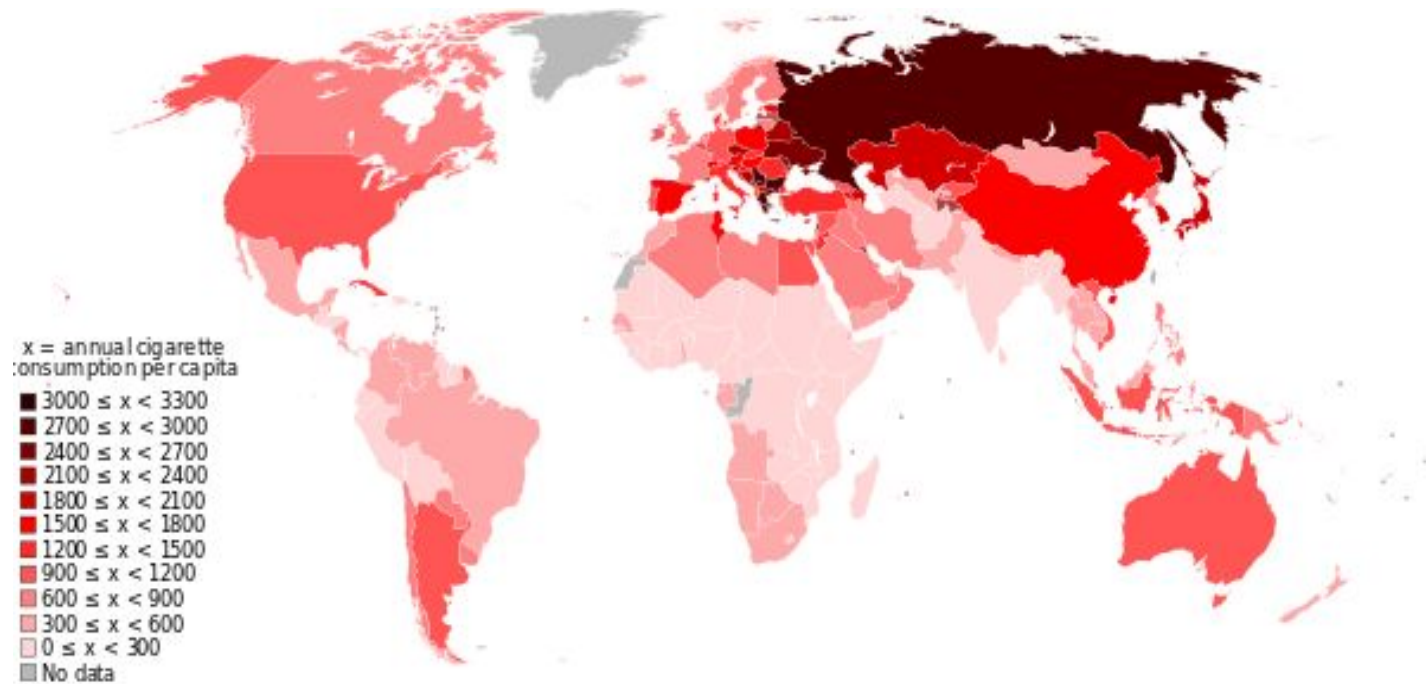 x = annual cigarette
consumption per capita
3000 ≤ x < 3300
2700 ≤ x < 3000
2400 ≤ x < 2700
2100 ≤ x < 2400
1800 ≤ x < 2100
1500 ≤ x < 1800
1200 ≤ x < 1500
900 ≤ x < 1200
600 ≤ x < 900
300 ≤ x < 600
0 ≤ x < 300
No data